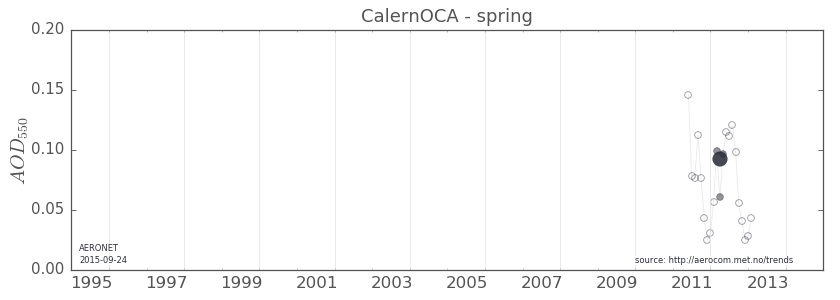 CalernOCA - spring
0.20
0.15
0.10
0.05
0.00
AOD550
AERONET
2015-09-24
source: http://aerocom.met.no/trends
1995 1997 1999 2001 2003 2005 2007 2009 2011 2013